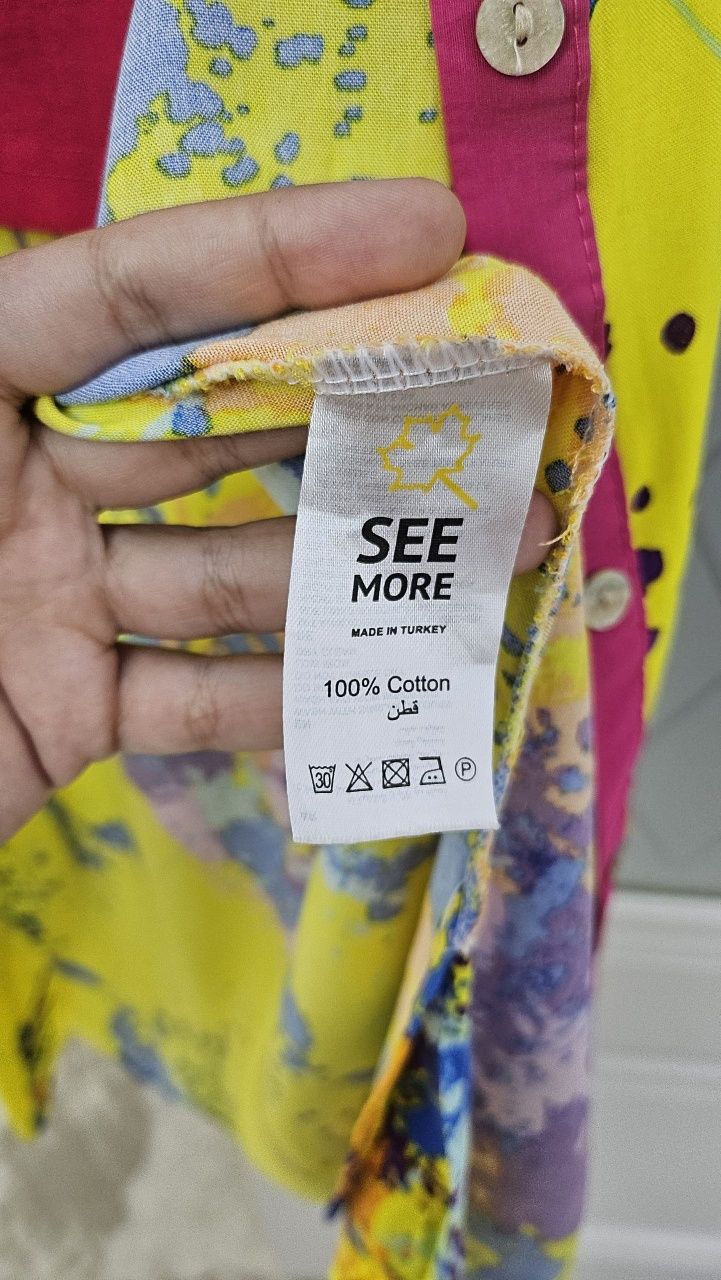 SEE
MORE
MADE IN TURKEY
100% Cotton
قطن
30 P